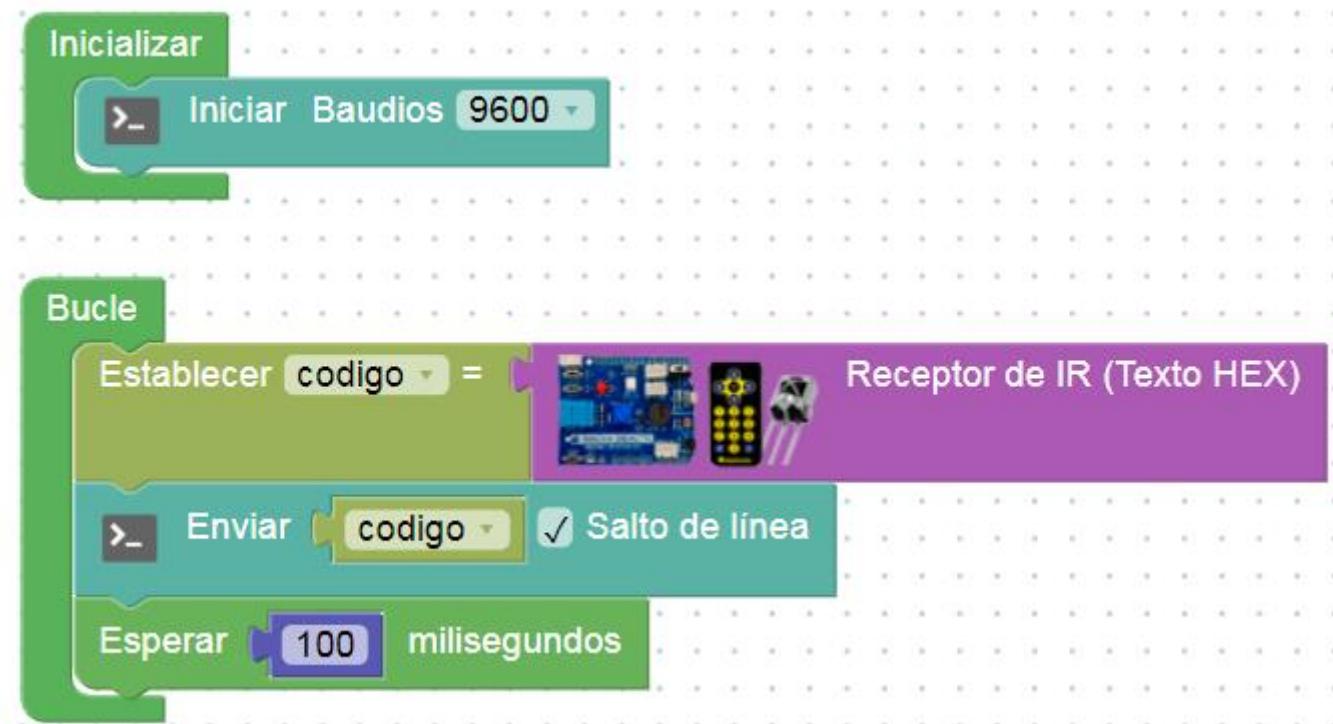 Inicializar
>_ Iniciar Baudios 9600
Bucle
Establecer codigo = Receptor de IR (Texto HEX)
>_ Enviar codigo ✓ Salto de línea
Esperar 100 milisegundos